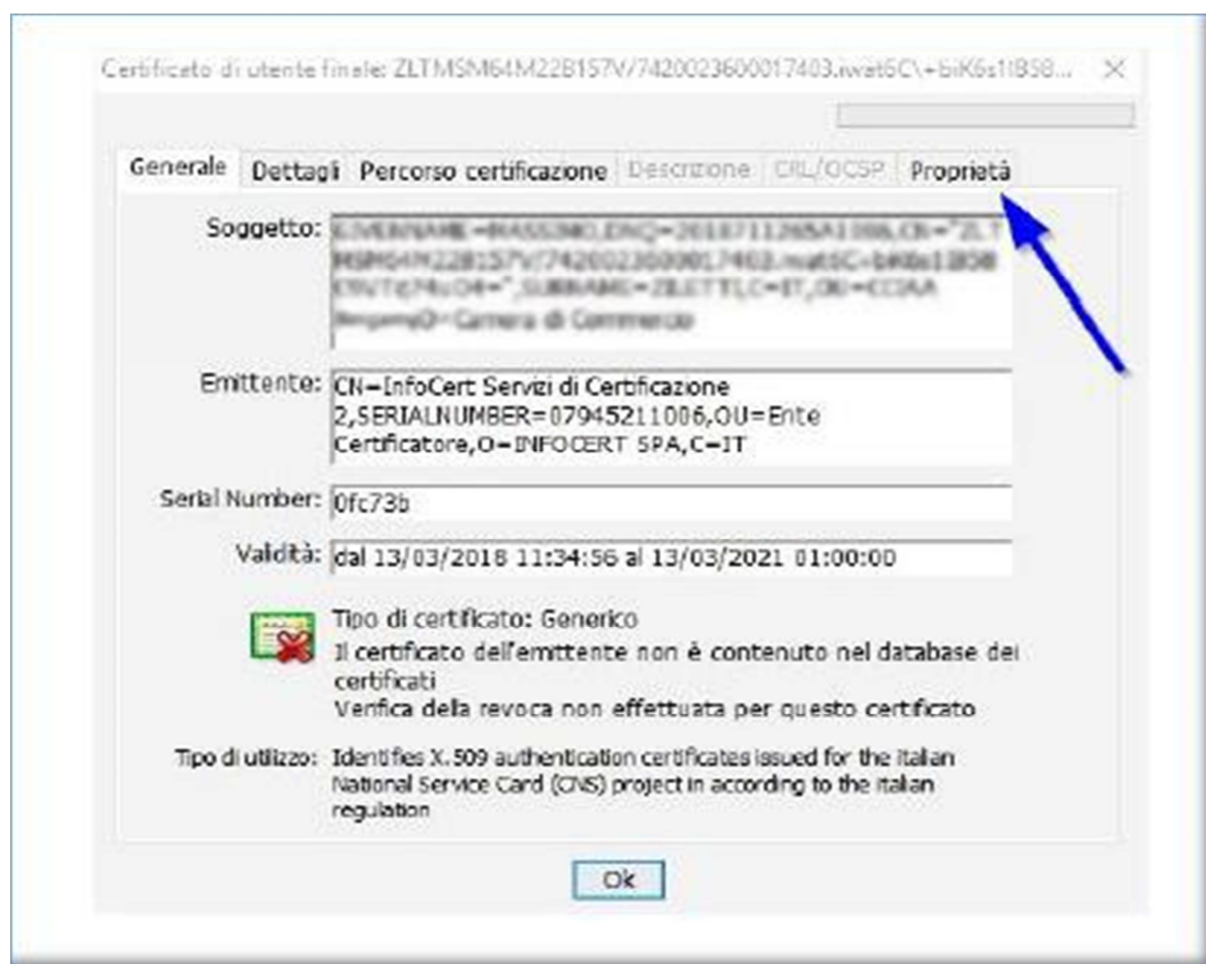 Certificato di utente finale: ZLTMSM64M22B157V/7420023600017403.iwat6C\+biK6s1IB58...
Generale Dettagli Percorso certificazione Descrizione CRL/OCSP Proprietà
Soggetto:
Emittente: CN=InfoCert Servizi di Certificazione
2,SERIALNUMBER=07945211006,OU=Ente
Certificatore,O=INFOCERT SPA,C=IT
Serial Number: 0fc73b
Validità: dal 13/03/2018 11:34:56 al 13/03/2021 01:00:00
Tipo di certificato: Generico
Il certificato dell'emittente non è contenuto nel database dei
certificati
Verifica della revoca non effettuata per questo certificato
Tipo di utilizzo: Identifies X.509 authentication certificates issued for the italian
National Service Card (CNS) project in according to the italian
regulation
Ok